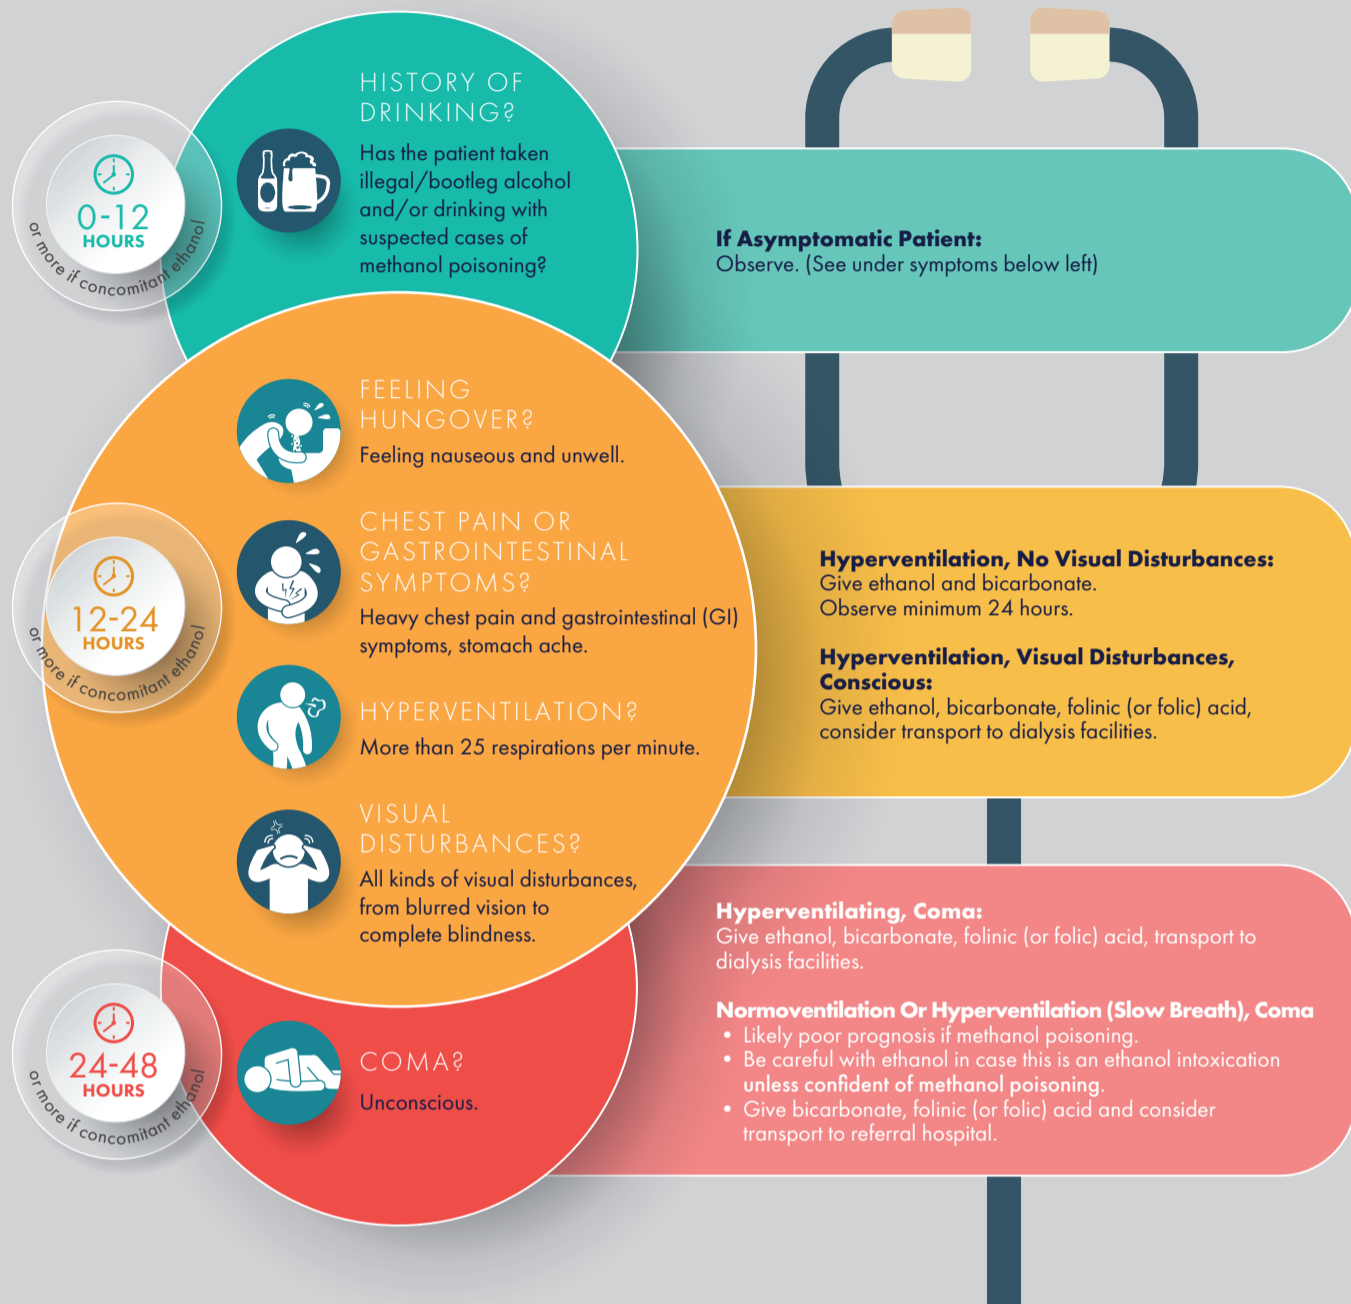 HISTORY OF
DRINKING?
Has the patient taken
illegal/bootleg alcohol
and/or drinking with
suspected cases of
methanol poisoning?
0-12
HOURS
or more if concomitant ethanol
If Asymptomatic Patient:
Observe. (See under symptoms below left)
FEELING
HUNGOVER?
Feeling nauseous and unwell.
CHEST PAIN OR
GASTROINTESTINAL
SYMPTOMS?
Heavy chest pain and gastrointestinal (GI)
symptoms, stomach ache.
HYPERVENTILATION?
More than 25 respirations per minute.
VISUAL
DISTURBANCES?
All kinds of visual disturbances,
from blurred vision to
complete blindness.
12-24
HOURS
or more if concomitant ethanol
Hyperventilation, No Visual Disturbances:
Give ethanol and bicarbonate.
Observe minimum 24 hours.
Hyperventilation, Visual Disturbances,
Conscious:
Give ethanol, bicarbonate, folinic (or folic) acid,
consider transport to dialysis facilities.
24-48
HOURS
or more if concomitant ethanol
COMA?
Unconscious.
Hyperventilating, Coma:
Give ethanol, bicarbonate, folinic (or folic) acid, transport to
dialysis facilities.
Normoventilation Or Hyperventilation (Slow Breath), Coma
• Likely poor prognosis if methanol poisoning.
• Be careful with ethanol in case this is an ethanol intoxication
unless confident of methanol poisoning.
• Give bicarbonate, folinic (or folic) acid and consider
transport to referral hospital.